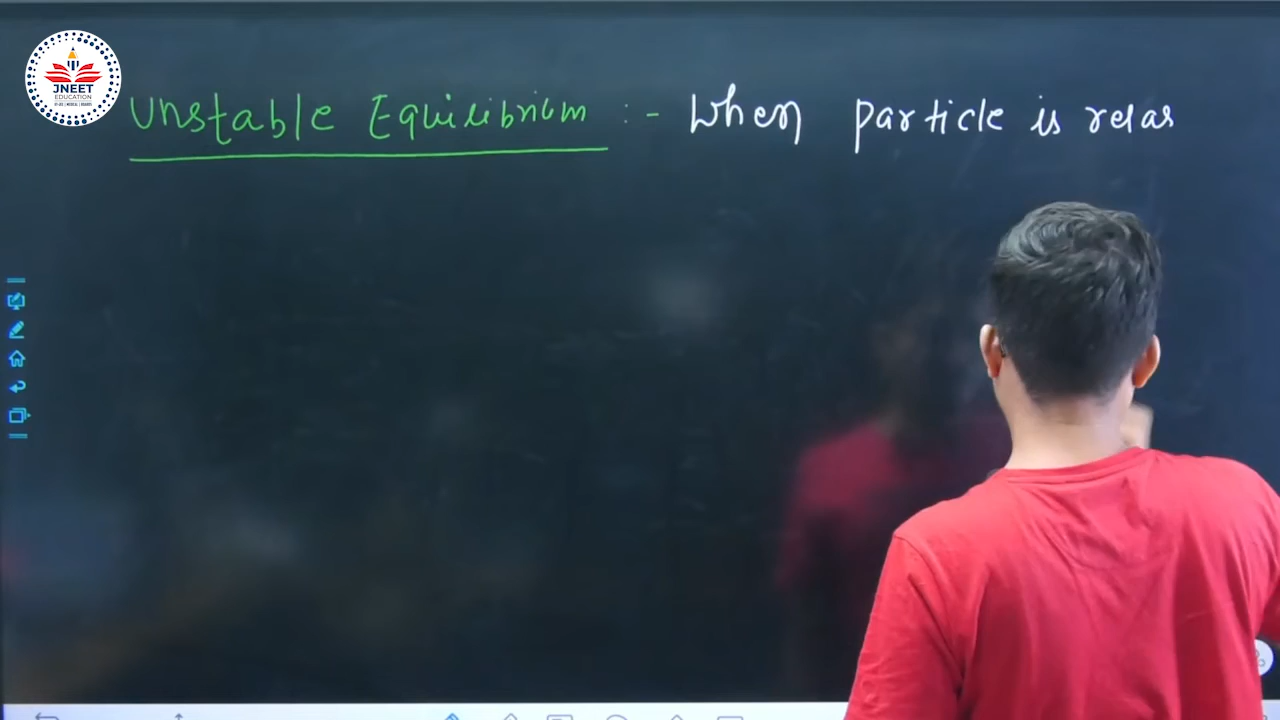 JNEET
EDUCATION
Unstable Equilibrium :- When particle is relas